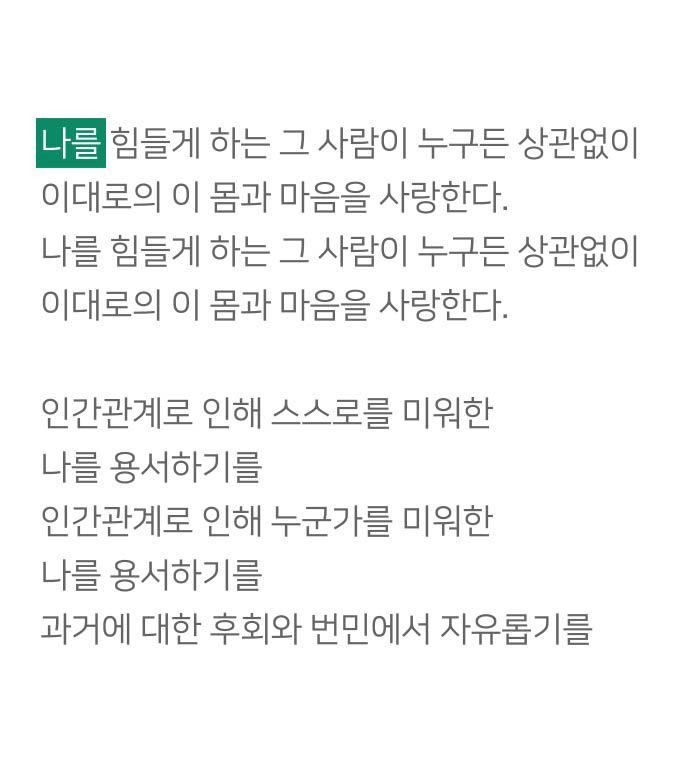 나를 힘들게 하는 그 사람이 누구든 상관없이
이대로의 이 몸과 마음을 사랑한다.
나를 힘들게 하는 그 사람이 누구든 상관없이
이대로의 이 몸과 마음을 사랑한다.
인간관계로 인해 스스로를 미워한
나를 용서하기를
인간관계로 인해 누군가를 미워한
나를 용서하기를
과거에 대한 후회와 번민에서 자유롭기를